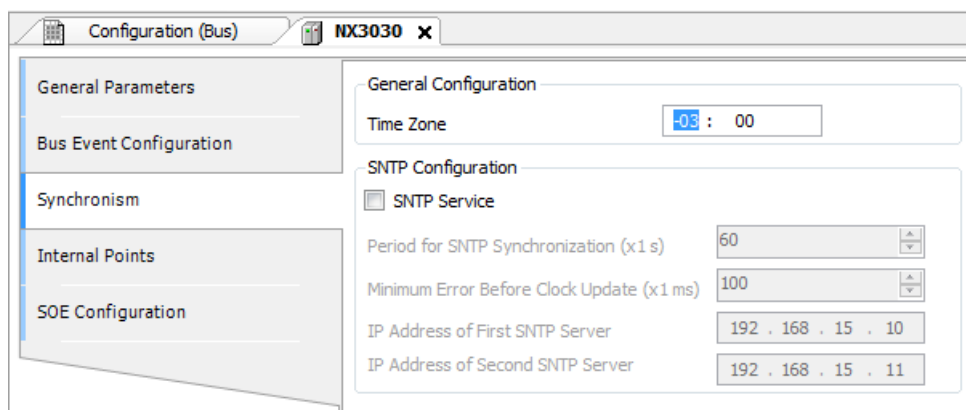 Configuration (Bus) NX3030 x
General Parameters
Bus Event Configuration
Synchronism
Internal Points
SOE Configuration
General Configuration
Time Zone -03 : 00
SNTP Configuration
SNTP Service
Period for SNTP Synchronization (x1 s) 60
Minimum Error Before Clock Update (x1 ms) 100
IP Address of First SNTP Server 192 . 168 . 15 . 10
IP Address of Second SNTP Server 192 . 168 . 15 . 11